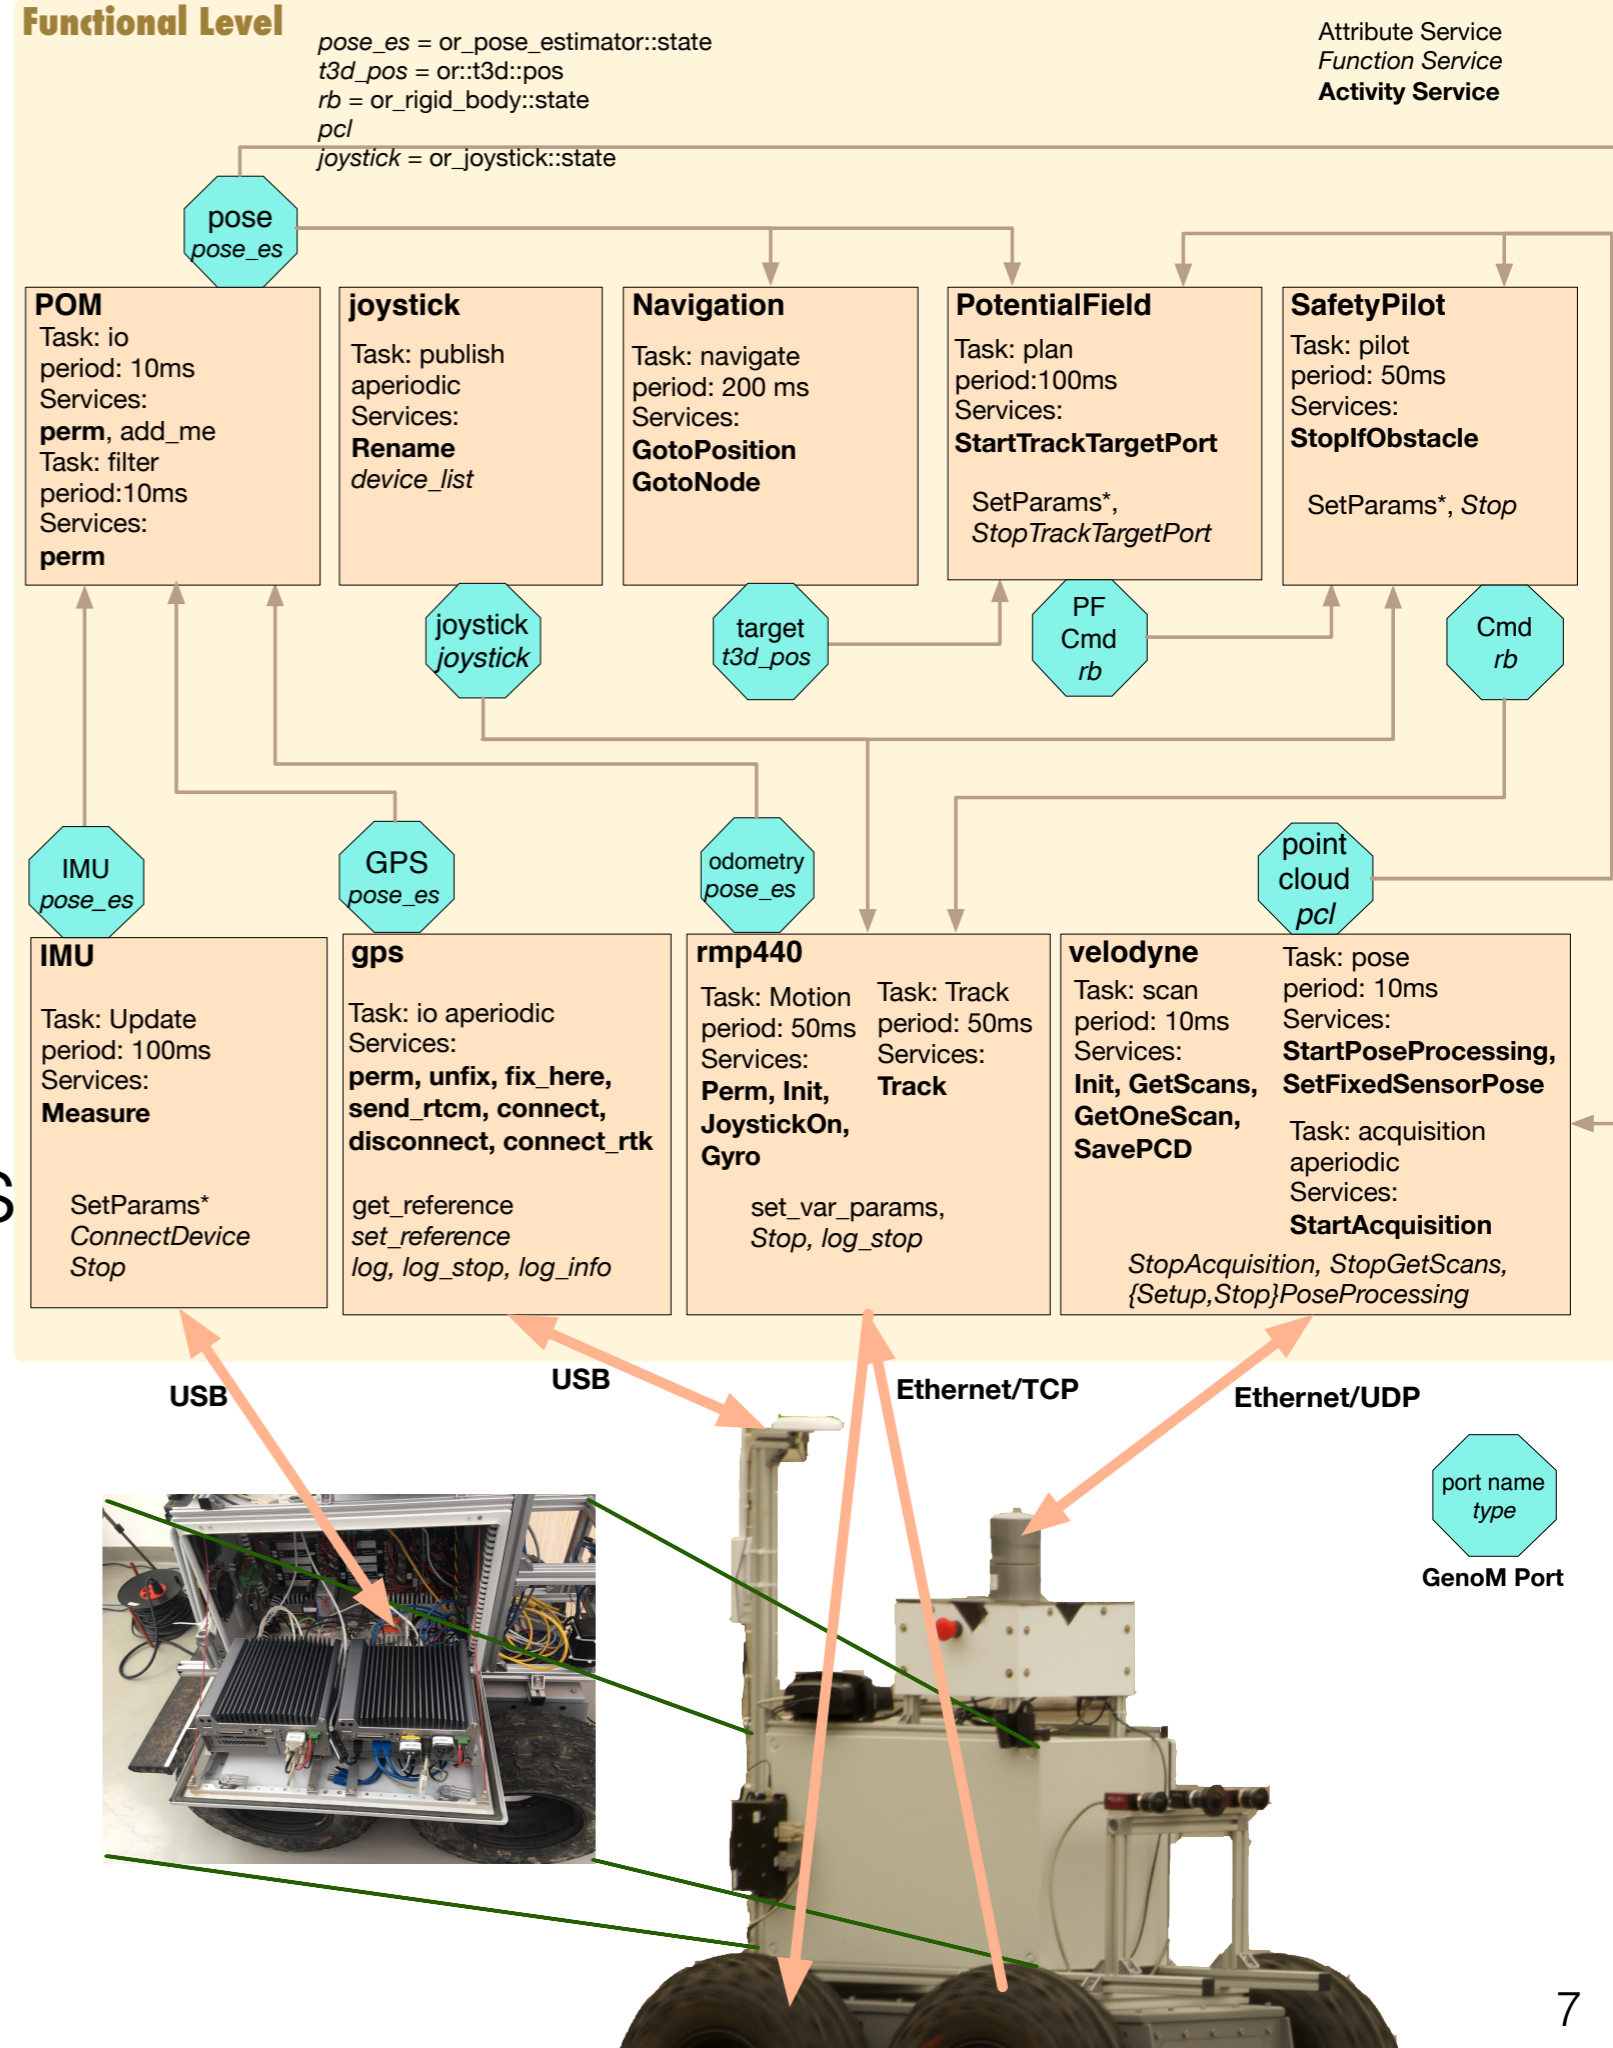 Functional Level
pose_es = or_pose_estimator::state
t3d_pos = or::t3d::pos
rb = or_rigid_body::state
pcl
joystick = or_joystick::state
Attribute Service
Function Service
Activity Service
pose
pose_es
POM
Task: io
period: 10ms
Services:
perm, add_me
Task: filter
period:10ms
Services:
perm
joystick
Task: publish
aperiodic
Services:
Rename
device_list
Navigation
Task: navigate
period: 200 ms
Services:
GotoPosition
GotoNode
PotentialField
Task: plan
period:100ms
Services:
StartTrackTargetPort
SetParams*,
StopTrackTargetPort
SafetyPilot
Task: pilot
period: 50ms
Services:
StopIfObstacle
SetParams*, Stop
joystick
joystick
target
t3d_pos
PF
Cmd
rb
Cmd
rb
IMU
pose_es
GPS
pose_es
odometry
pose_es
point
cloud
pcl
IMU
Task: Update
period: 100ms
Services:
Measure
SetParams*
ConnectDevice
Stop
gps
Task: io aperiodic
Services:
perm, unfix, fix_here,
send_rtcm, connect,
disconnect, connect_rtk
get_reference
set_reference
log, log_stop, log_info
rmp440
Task: Motion
period: 50ms
Services:
Perm, Init,
JoystickOn,
Gyro
Task: Track
period: 50ms
Services:
Track
set_var_params,
Stop, log_stop
velodyne
Task: scan
period: 10ms
Services:
Init, GetScans,
GetOneScan,
SavePCD
Task: pose
period: 10ms
Services:
StartPoseProcessing,
SetFixedSensorPose
Task: acquisition
aperiodic
Services:
StartAcquisition
StopAcquisition, StopGetScans,
{Setup,Stop}PoseProcessing
s
USB
USB
Ethernet/TCP
Ethernet/UDP
port name
type
GenoM Port
7